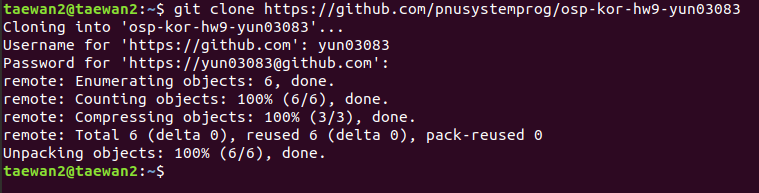 taewan2@taewan2:~$ git clone https://github.com/pnusystemprog/osp-kor-hw9-yun03083
Cloning into 'osp-kor-hw9-yun03083'...
Username for 'https://github.com': yun03083
Password for 'https://yun03083@github.com':
remote: Enumerating objects: 6, done.
remote: Counting objects: 100% (6/6), done.
remote: Compressing objects: 100% (3/3), done.
remote: Total 6 (delta 0), reused 6 (delta 0), pack-reused 0
Unpacking objects: 100% (6/6), done.
taewan2@taewan2:~$